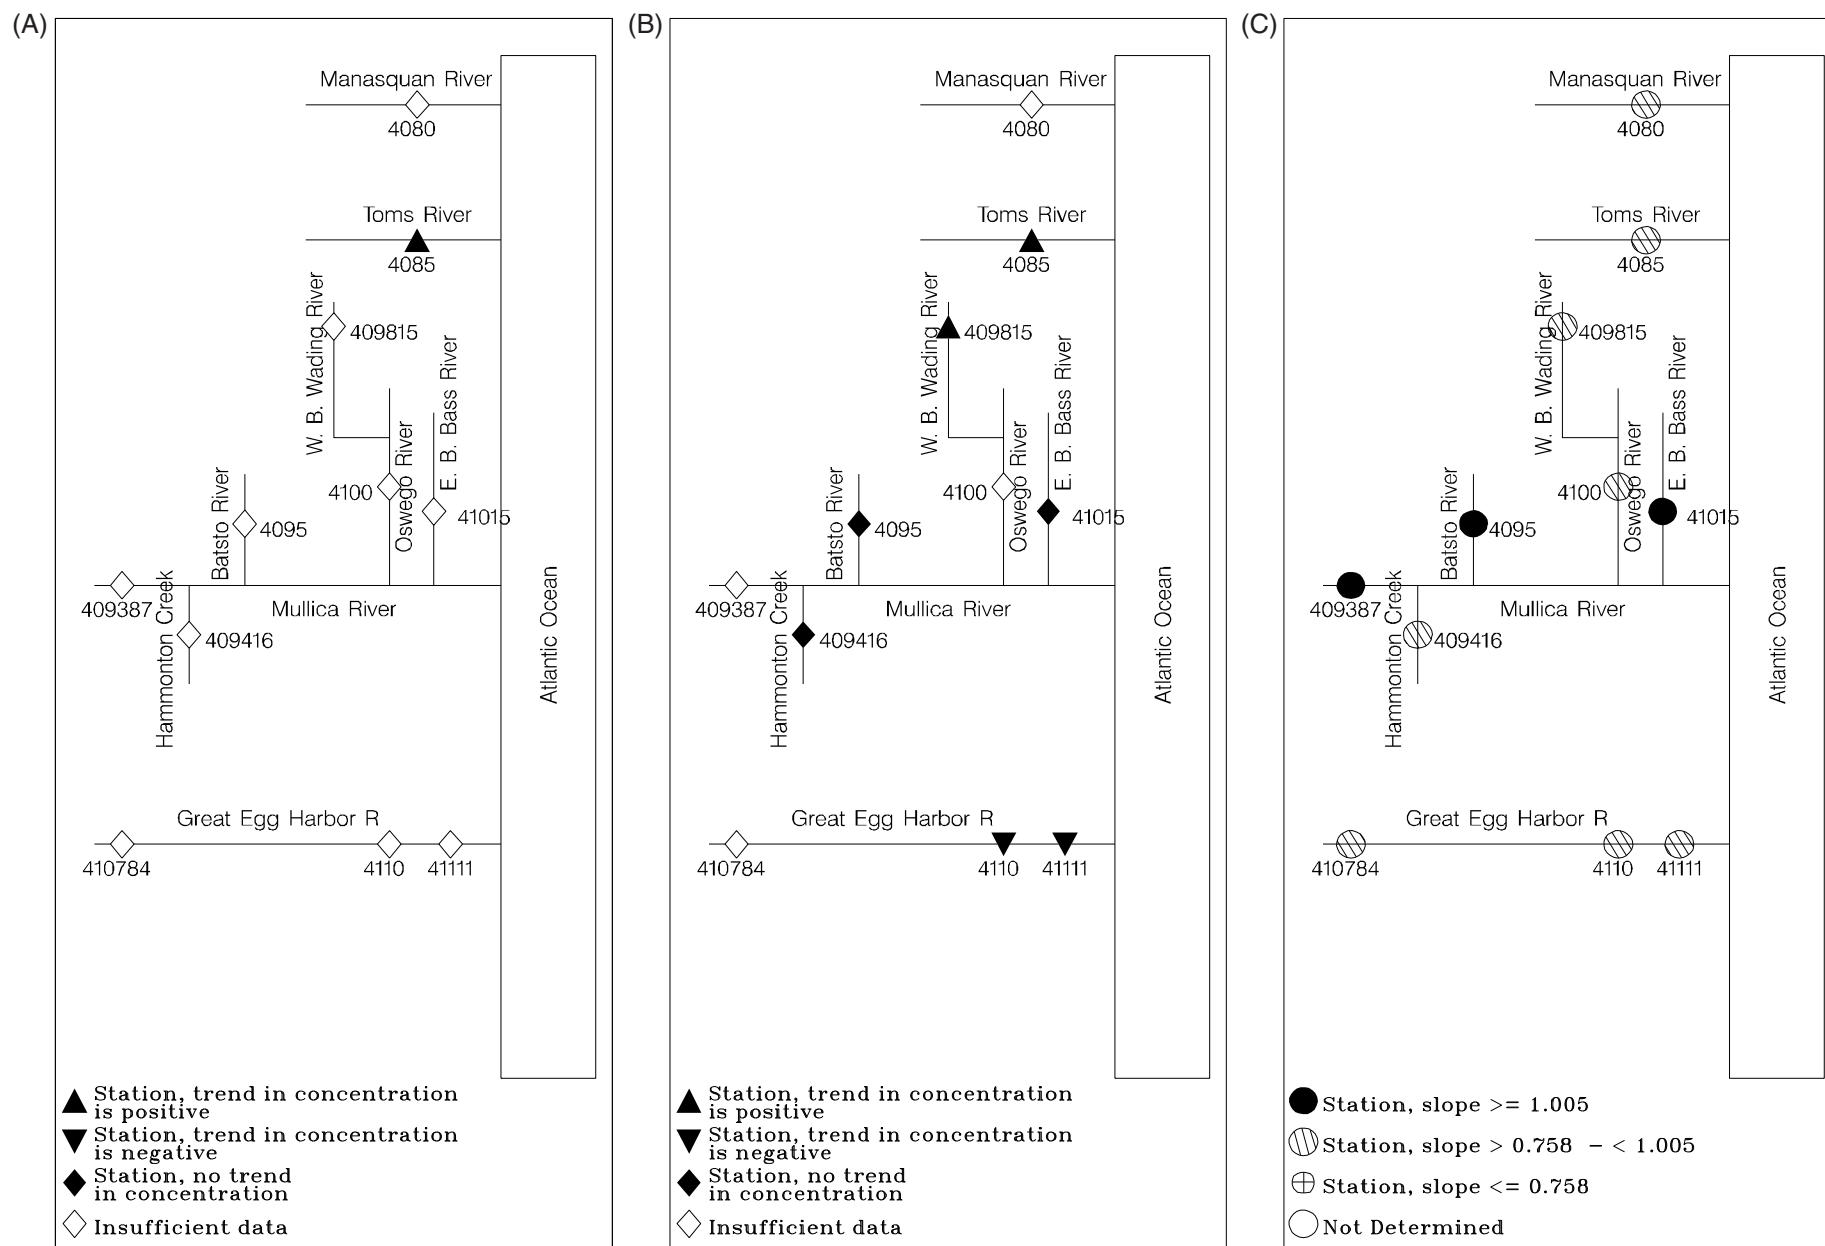 (A)
Manasquan River
4080
Toms River
4085
W. B. Wading River
409815
E. B. Bass River
Oswego River
4100
41015
Batsto River
4095
409387
Hammonton Creek
Mullica River
409416
Atlantic Ocean
Great Egg Harbor R
410784
4110
41111
Station, trend in concentration
is positive
Station, trend in concentration
is negative
Station, no trend
in concentration
Insufficient data
(B)
Manasquan River
4080
Toms River
4085
W. B. Wading River
409815
E. B. Bass River
Oswego River
4100
41015
Batsto River
4095
409387
Hammonton Creek
Mullica River
409416
Atlantic Ocean
Great Egg Harbor R
410784
4110
41111
Station, trend in concentration
is positive
Station, trend in concentration
is negative
Station, no trend
in concentration
Insufficient data
(C)
Manasquan River
4080
Toms River
4085
W. B. Wading River
409815
E. B. Bass River
Oswego River
4100
41015
Batsto River
4095
409387
Hammonton Creek
Mullica River
409416
Atlantic Ocean
Great Egg Harbor R
410784
4110
41111
Station, slope >= 1.005
Station, slope > 0.758 - < 1.005
Station, slope <= 0.758
Not Determined